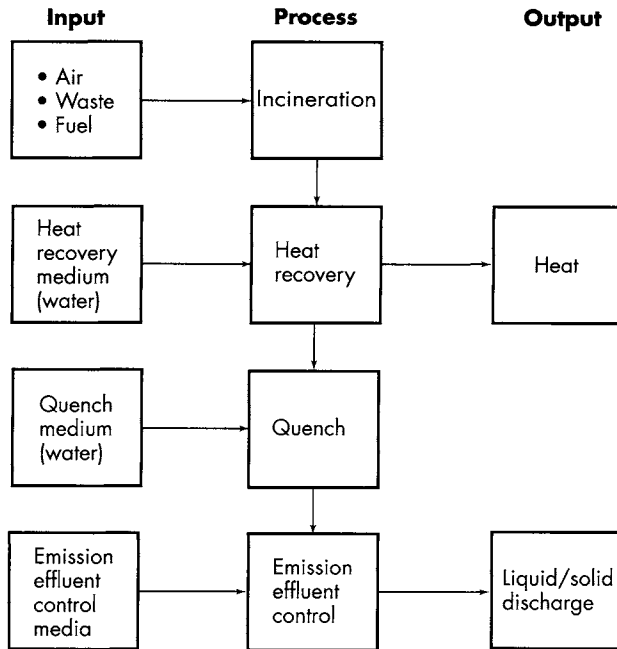 Input
Process
Output
• Air
• Waste
• Fuel
Incineration
Heat
recovery
medium
(water)
Heat
recovery
Heat
Quench
medium
(water)
Quench
Emission
effluent
control
media
Emission
effluent
control
Liquid/solid
discharge